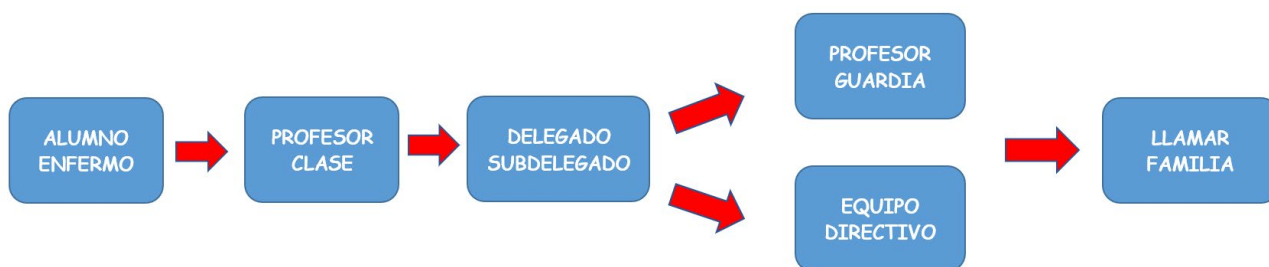 ALUMNO
ENFERMO
PROFESOR
CLASE
DELEGADO
SUBDELEGADO
PROFESOR
GUARDIA
EQUIPO
DIRECTIVO
LLAMAR
FAMILIA